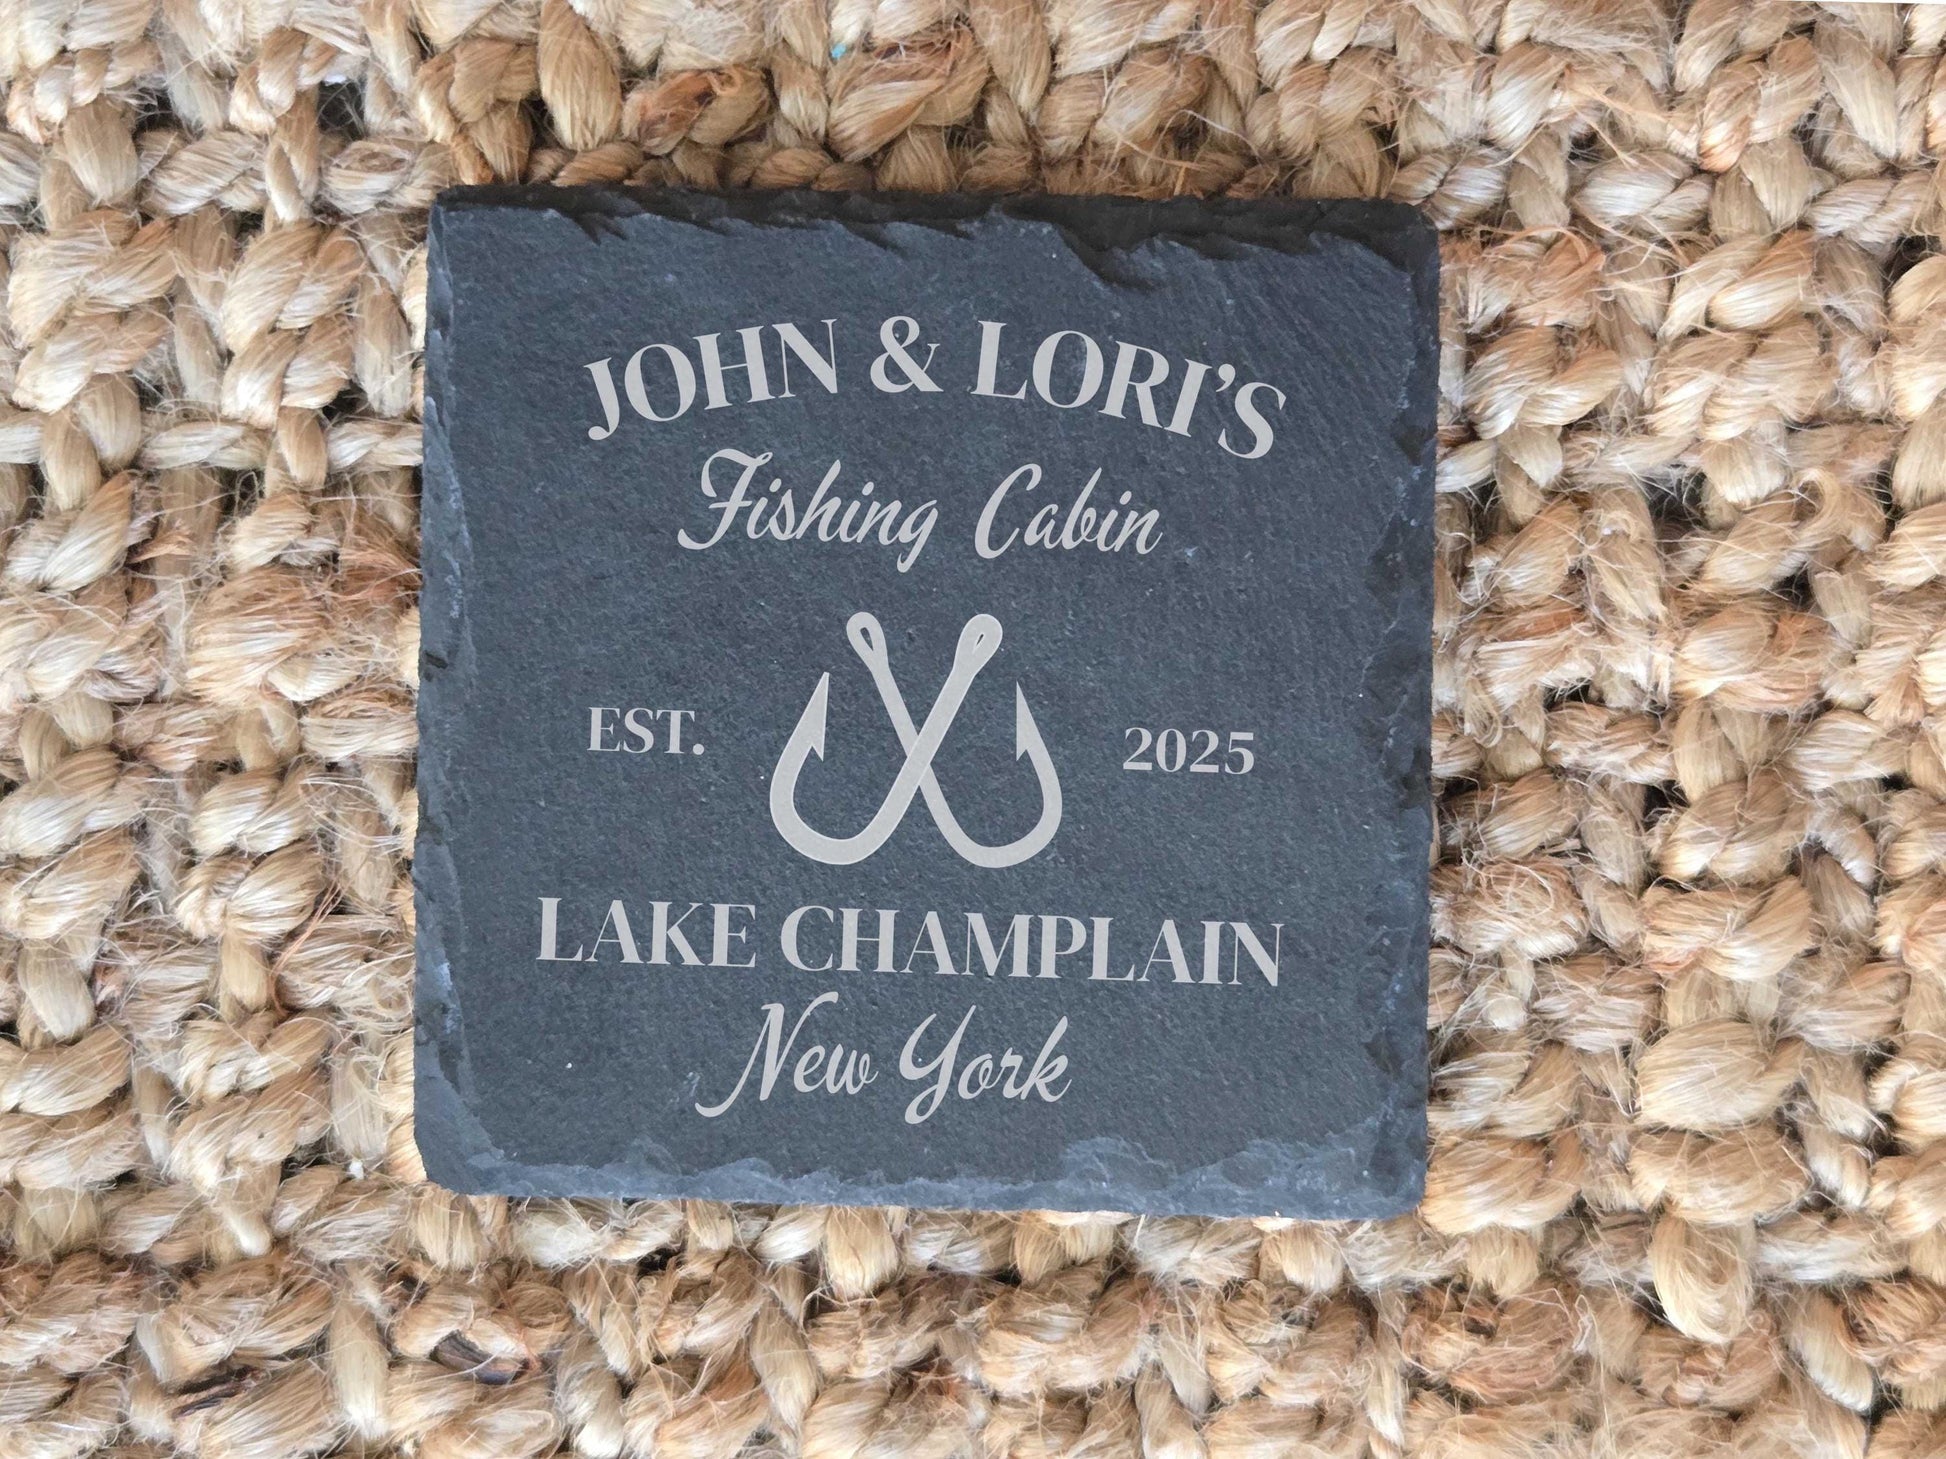 JOHN & LORI'S
Fishing Cabin
EST. 2025
LAKE CHAMPLAIN
New York